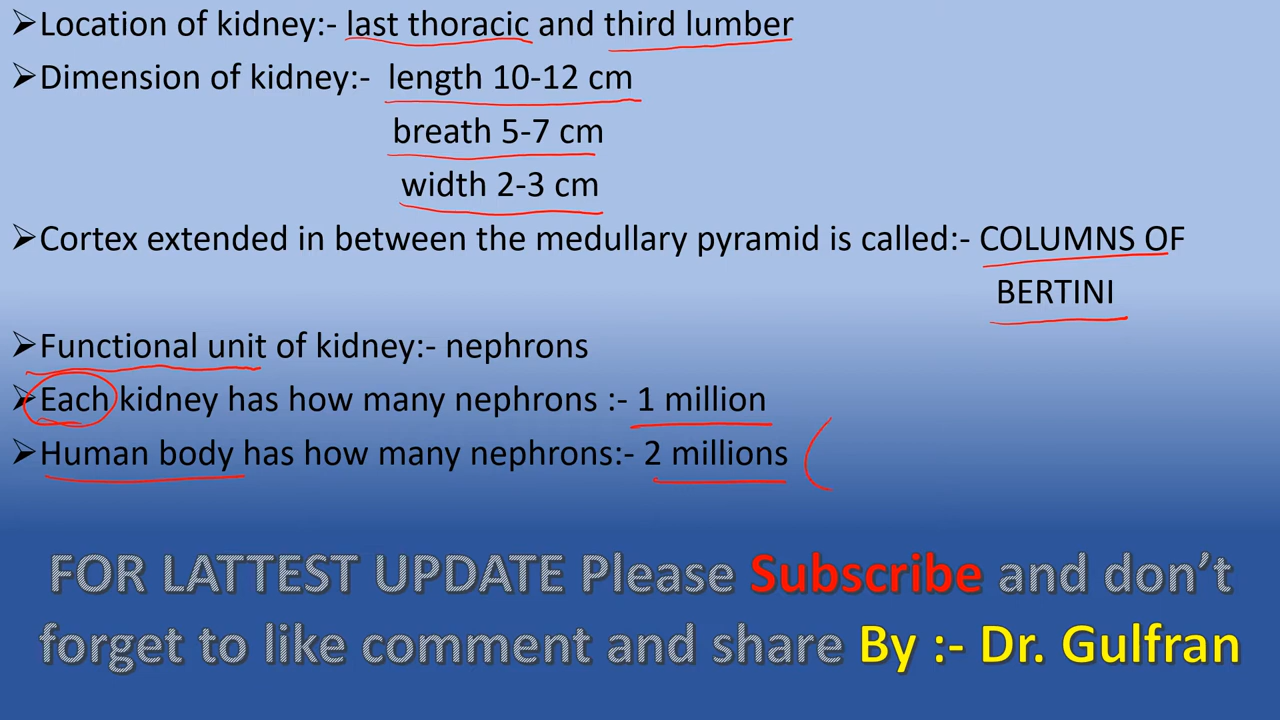 ➢Location of kidney:- last thoracic and third lumber
➢Dimension of kidney:- length 10-12 cm
breath 5-7 cm
width 2-3 cm
➢Cortex extended in between the medullary pyramid is called:- COLUMNS OF
BERTINI
➢Functional unit of kidney:- nephrons
➢Each kidney has how many nephrons :- 1 million
➢Human body has how many nephrons:- 2 millions
FOR LATTEST UPDATE Please Subscribe and don’t
forget to like comment and share By :- Dr. Gulfran